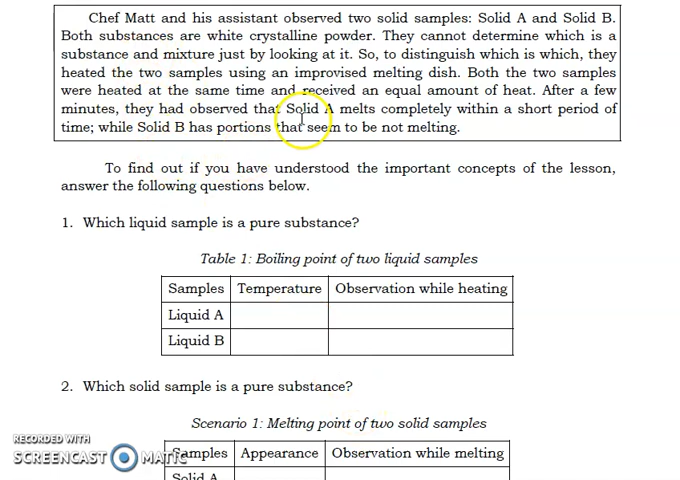 Chef Matt and his assistant observed two solid samples: Solid A and Solid B.
Both substances are white crystalline powder. They cannot determine which is a
substance and mixture just by looking at it. So, to distinguish which is which, they
heated the two samples using an improvised melting dish. Both the two samples
were heated at the same time and received an equal amount of heat. After a few
minutes, they had observed that Solid A melts completely within a short period of
time; while Solid B has portions that seem to be not melting.
To find out if you have understood the important concepts of the lesson,
answer the following questions below.
1. Which liquid sample is a pure substance?
Table 1: Boiling point of two liquid samples
Samples Temperature Observation while heating
Liquid A
Liquid B
2. Which solid sample is a pure substance?
Scenario 1: Melting point of two solid samples
Samples Appearance Observation while melting
Solid A
RECORDED WITH
SCREENCAST MATIC